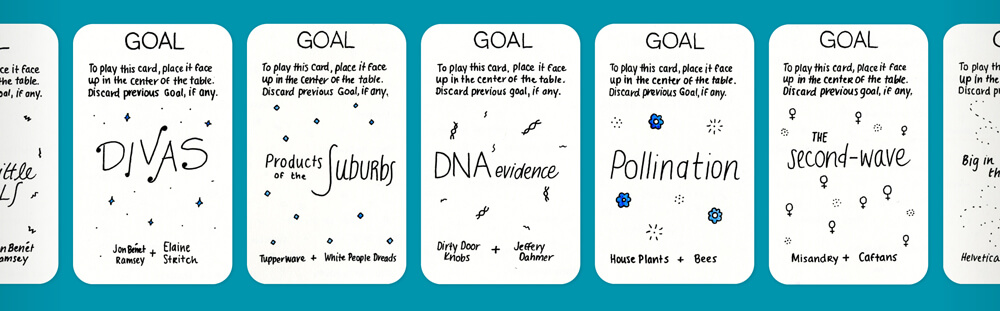 ce it face
the table.
oal, if any.
ittle
LS
n Benét
amsey
GOAL
To play this card, place it face
up in the center of the table.
Discard previous Goal, if any.
DIVAS
Jon Benét
Ramsey
+
Elaine
Stritch
GOAL
To play this card, place it face
up in the center of the table.
Discard previous Goal, if any.
Products
of the
Suburbs
Tupperware + White People Dreads
GOAL
To play this card, place it face
up in the center of the table.
Discard previous Goal, if any.
DNA evidence
Dirty Door
Knobs
+
Jeffery
Dahmer
GOAL
To play this card, place it face
up in the center of the table.
Discard previous Goal, if any.
Pollination
House Plants + Bees
GOAL
To play this card, place it face
up in the center of the table.
Discard previous goal, if any.
THE
second-wave
Misandry + Caftans
G
To play th
up in the
Discard p
Big in
th
Helvetica